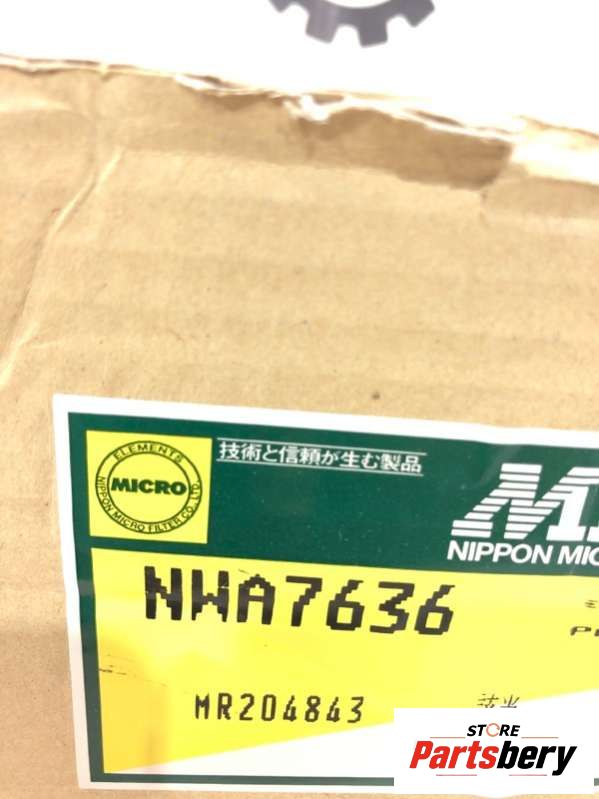 技術と信頼が生む製品
ELEMENTS
MICRO
NIPPON MICRO FILTER CO., LTD.
NIPPON MIC
NWA7636
MR204843
STORE
Partsbery